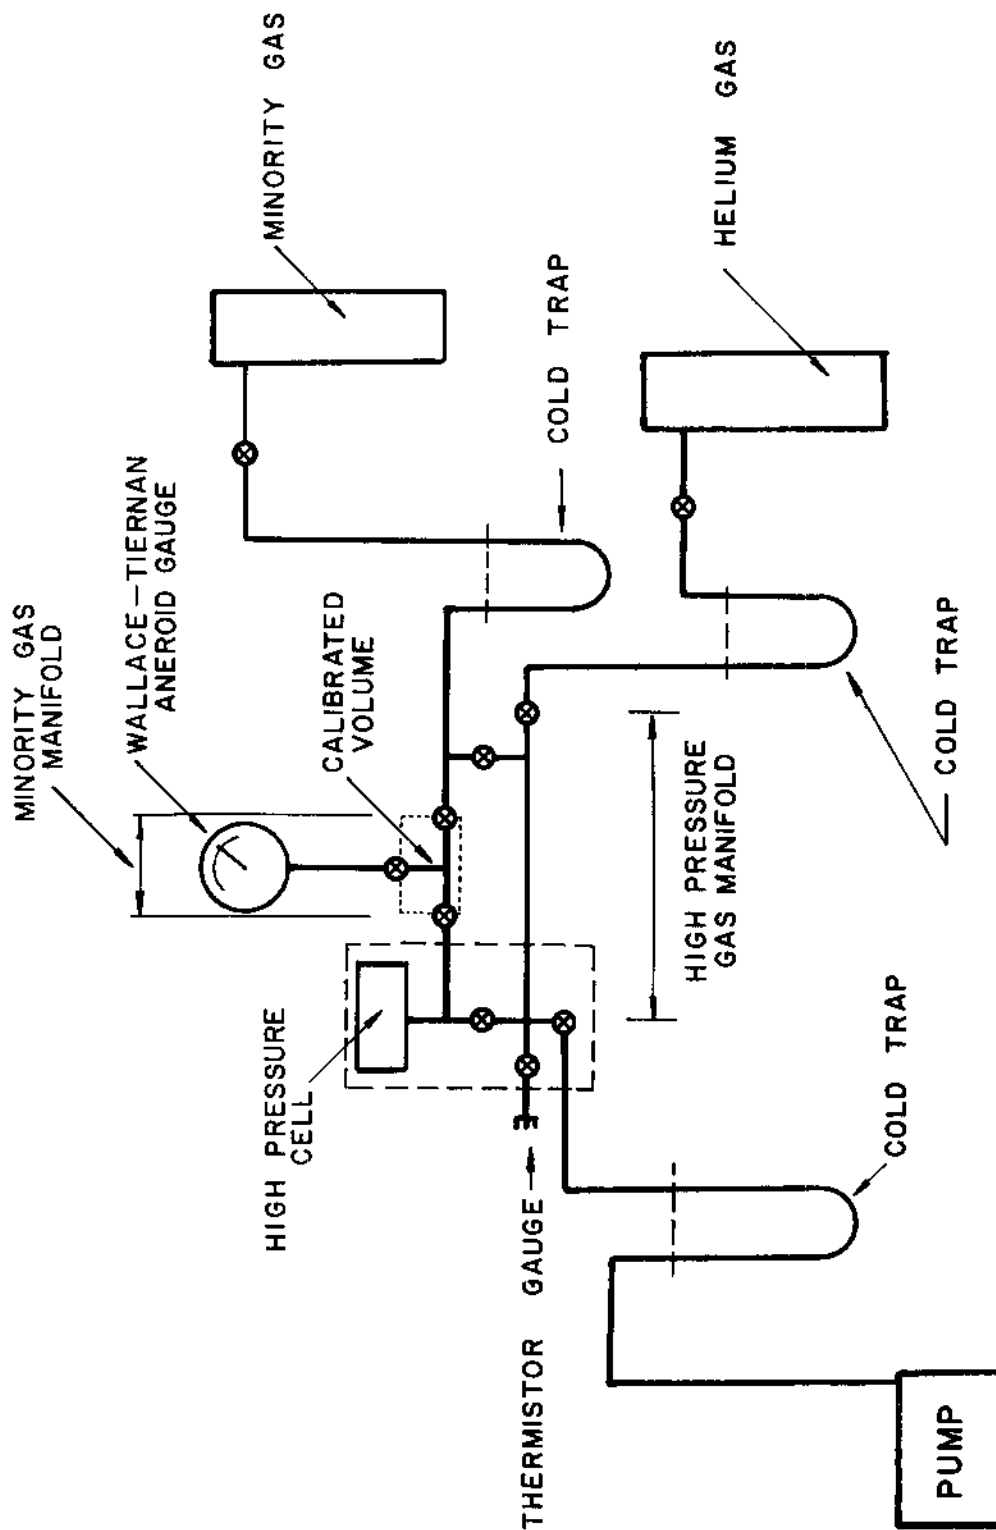 MINORITY GAS
MANIFOLD
WALLACE–TIERNAN
ANEROID GAUGE
MINORITY GAS
CALIBRATED
VOLUME
COLD TRAP
HIGH PRESSURE
CELL
HELIUM GAS
THERMISTOR GAUGE
HIGH PRESSURE
GAS MANIFOLD
COLD TRAP
COLD TRAP
PUMP